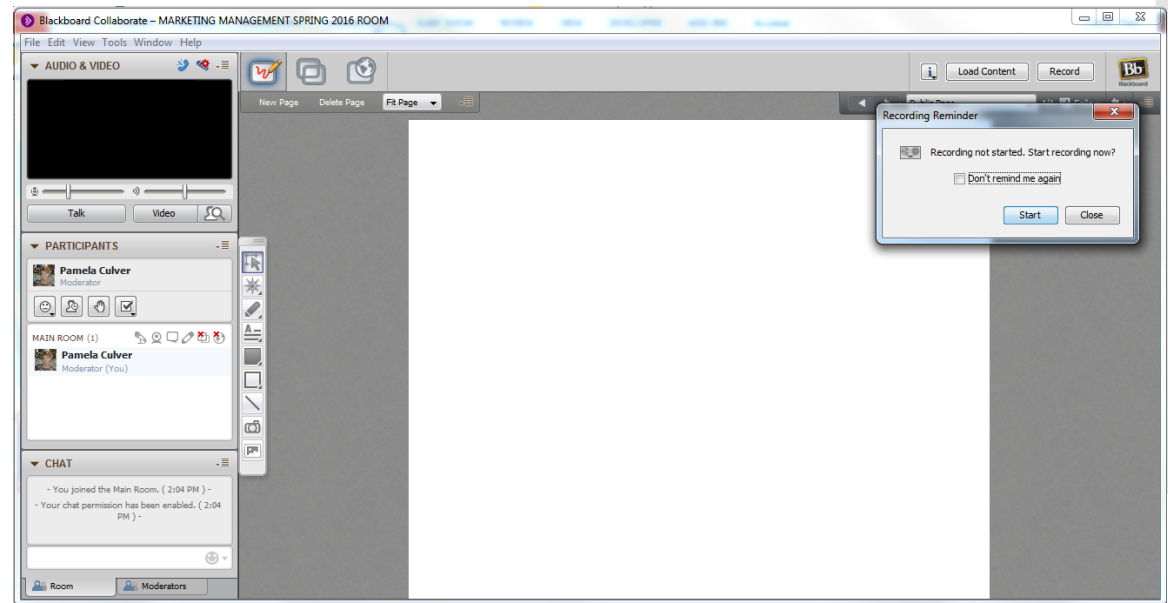 Blackboard Collaborate – MARKETING MANAGEMENT SPRING 2016 ROOM
File Edit View Tools Window Help
AUDIO & VIDEO
Talk
Video
PARTICIPANTS
Pamela Culver
Moderator
MAIN ROOM (1)
Pamela Culver
Moderator (You)
CHAT
- You joined the Main Room. ( 2:04 PM ) -
- Your chat permission has been enabled. ( 2:04
PM ) -
Room
Moderators
Load Content
Record
Bb
Blackboard
New Page Delete Page Fit Page
Public Page
Recording Reminder
Recording not started. Start recording now?
Don't remind me again
Start
Close